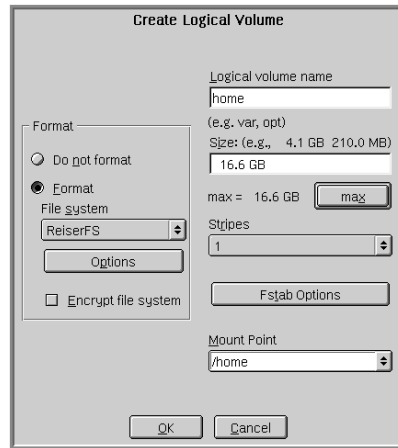 Create Logical Volume
Logical volume name
home
(e.g. var, opt)
Size: (e.g., 4.1 GB 210.0 MB)
16.6 GB
max = 16.6 GB max
Stripes
1
Fstab Options
Mount Point
/home
Format
Do not format
Format
File system
ReiserFS
Options
Encrypt file system
OK Cancel